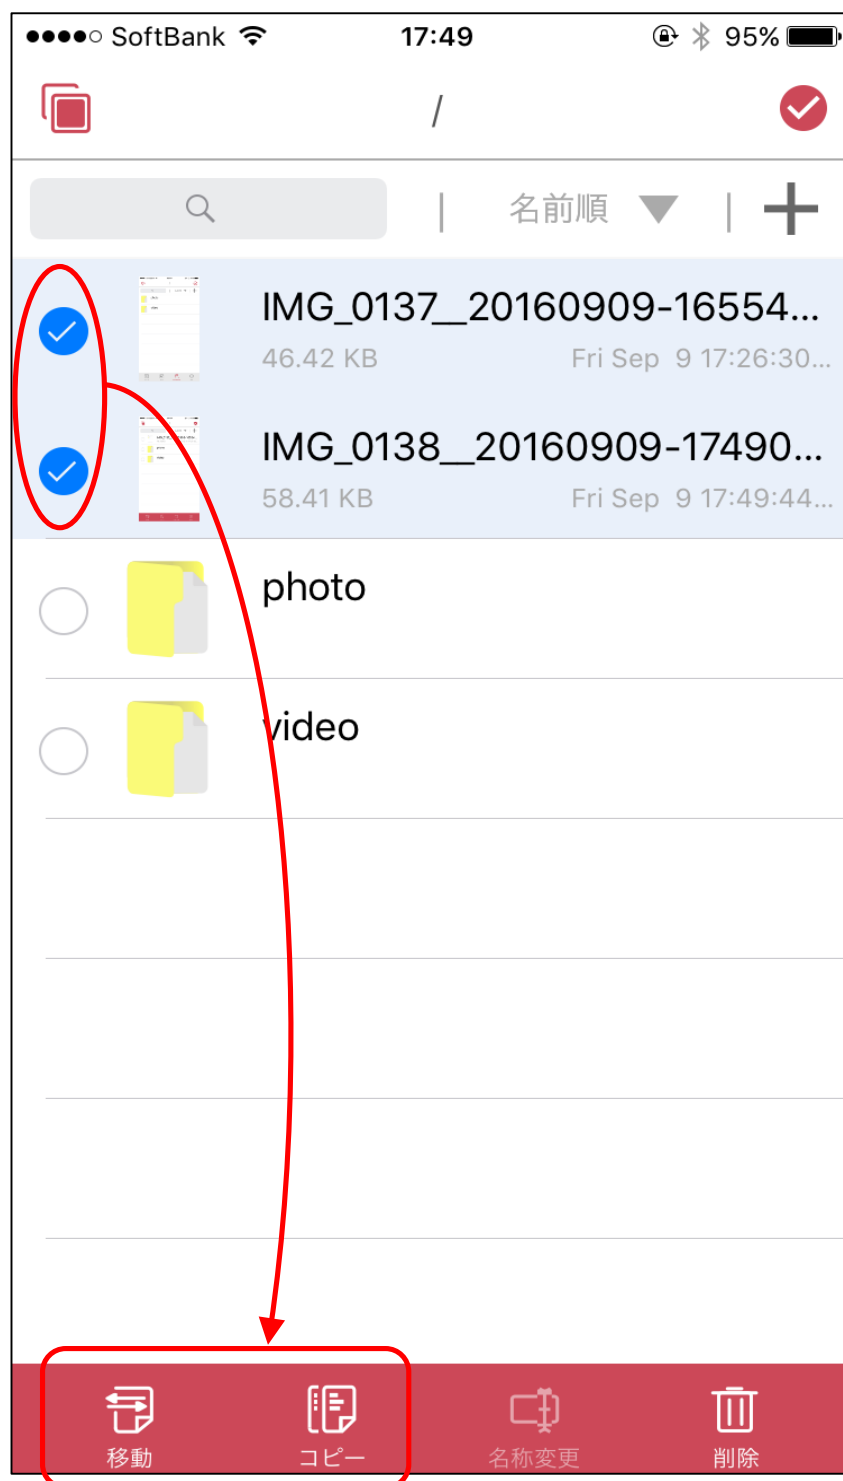 SoftBank 17:49 95%
/
名前順
IMG_0137__20160909-16554...
46.42 KB Fri Sep 9 17:26:30...
IMG_0138__20160909-17490...
58.41 KB Fri Sep 9 17:49:44...
photo
video
移動 コピー 名称変更 削除